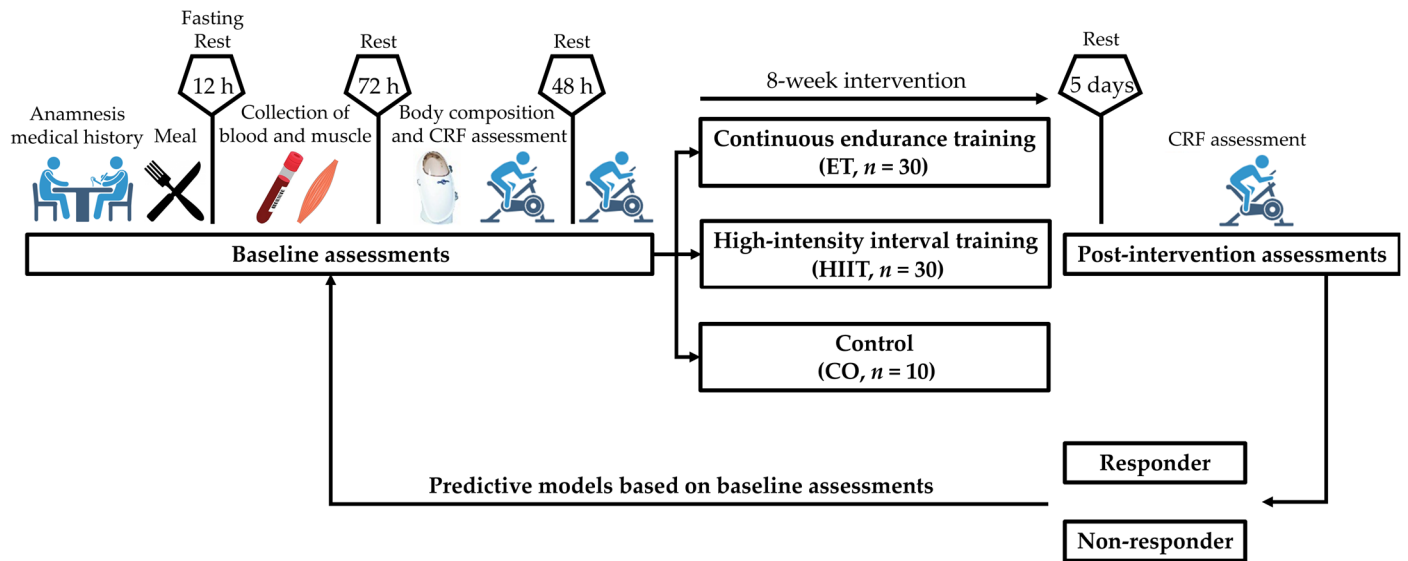 Fasting
Rest
12 h
Rest
72 h
Rest
48 h
Rest
5 days
8-week intervention
Anamnesis
medical history
Meal
Collection of
blood and muscle
Body composition
and CRF assessment
CRF assessment
Baseline assessments
Continuous endurance training
(ET, n = 30)
High-intensity interval training
(HIIT, n = 30)
Control
(CO, n = 10)
Post-intervention assessments
Responder
Non-responder
Predictive models based on baseline assessments